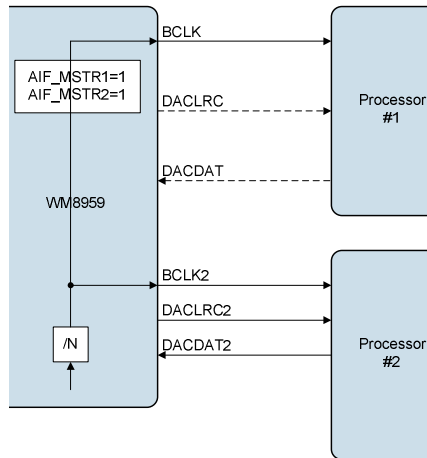 BCLK
AIF_MSTR1=1
AIF_MSTR2=1
DACLRC
Processor
#1
DACDAT
WM8959
BCLK2
DACLRC2
/N
DACDAT2
Processor
#2